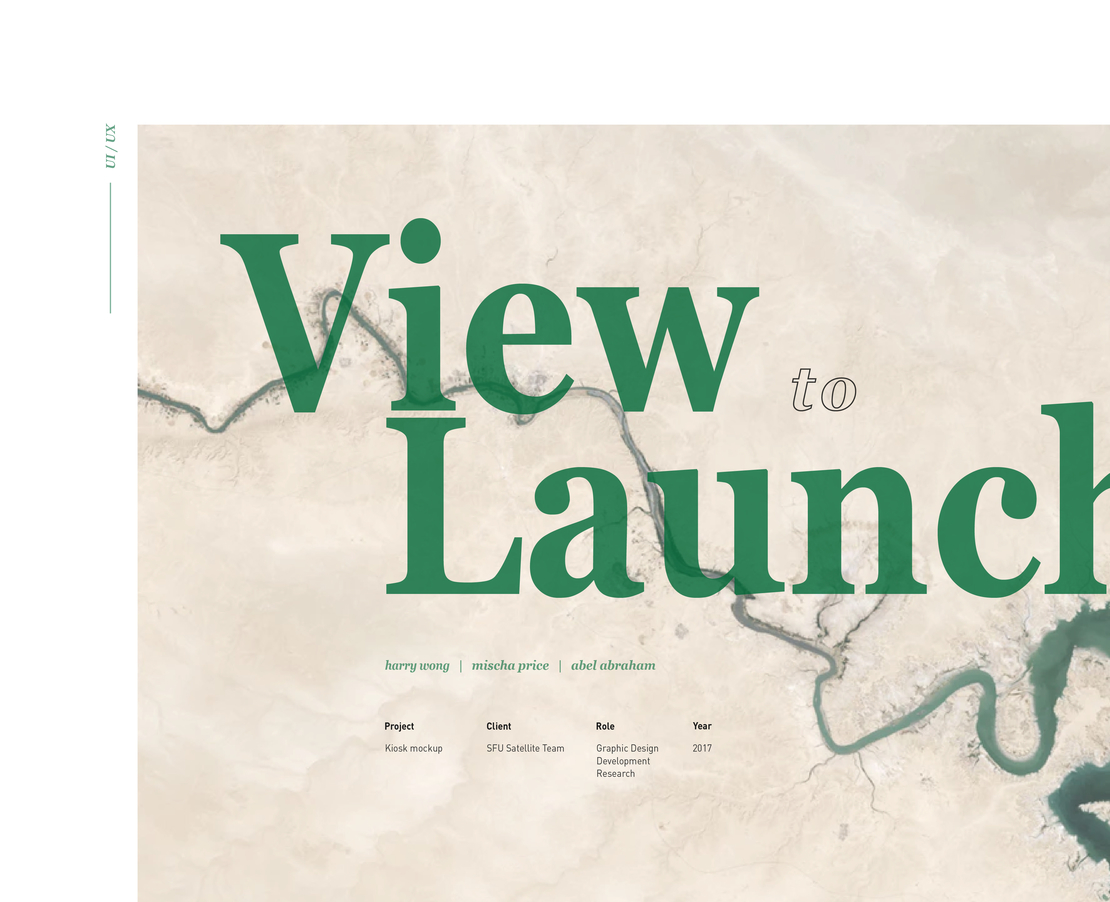 UI / UX
View
to
Launch
harry wong | mischa price | abel abraham
Project Client Role Year
Kiosk mockup SFU Satellite Team Graphic Design 2017
Development
Research